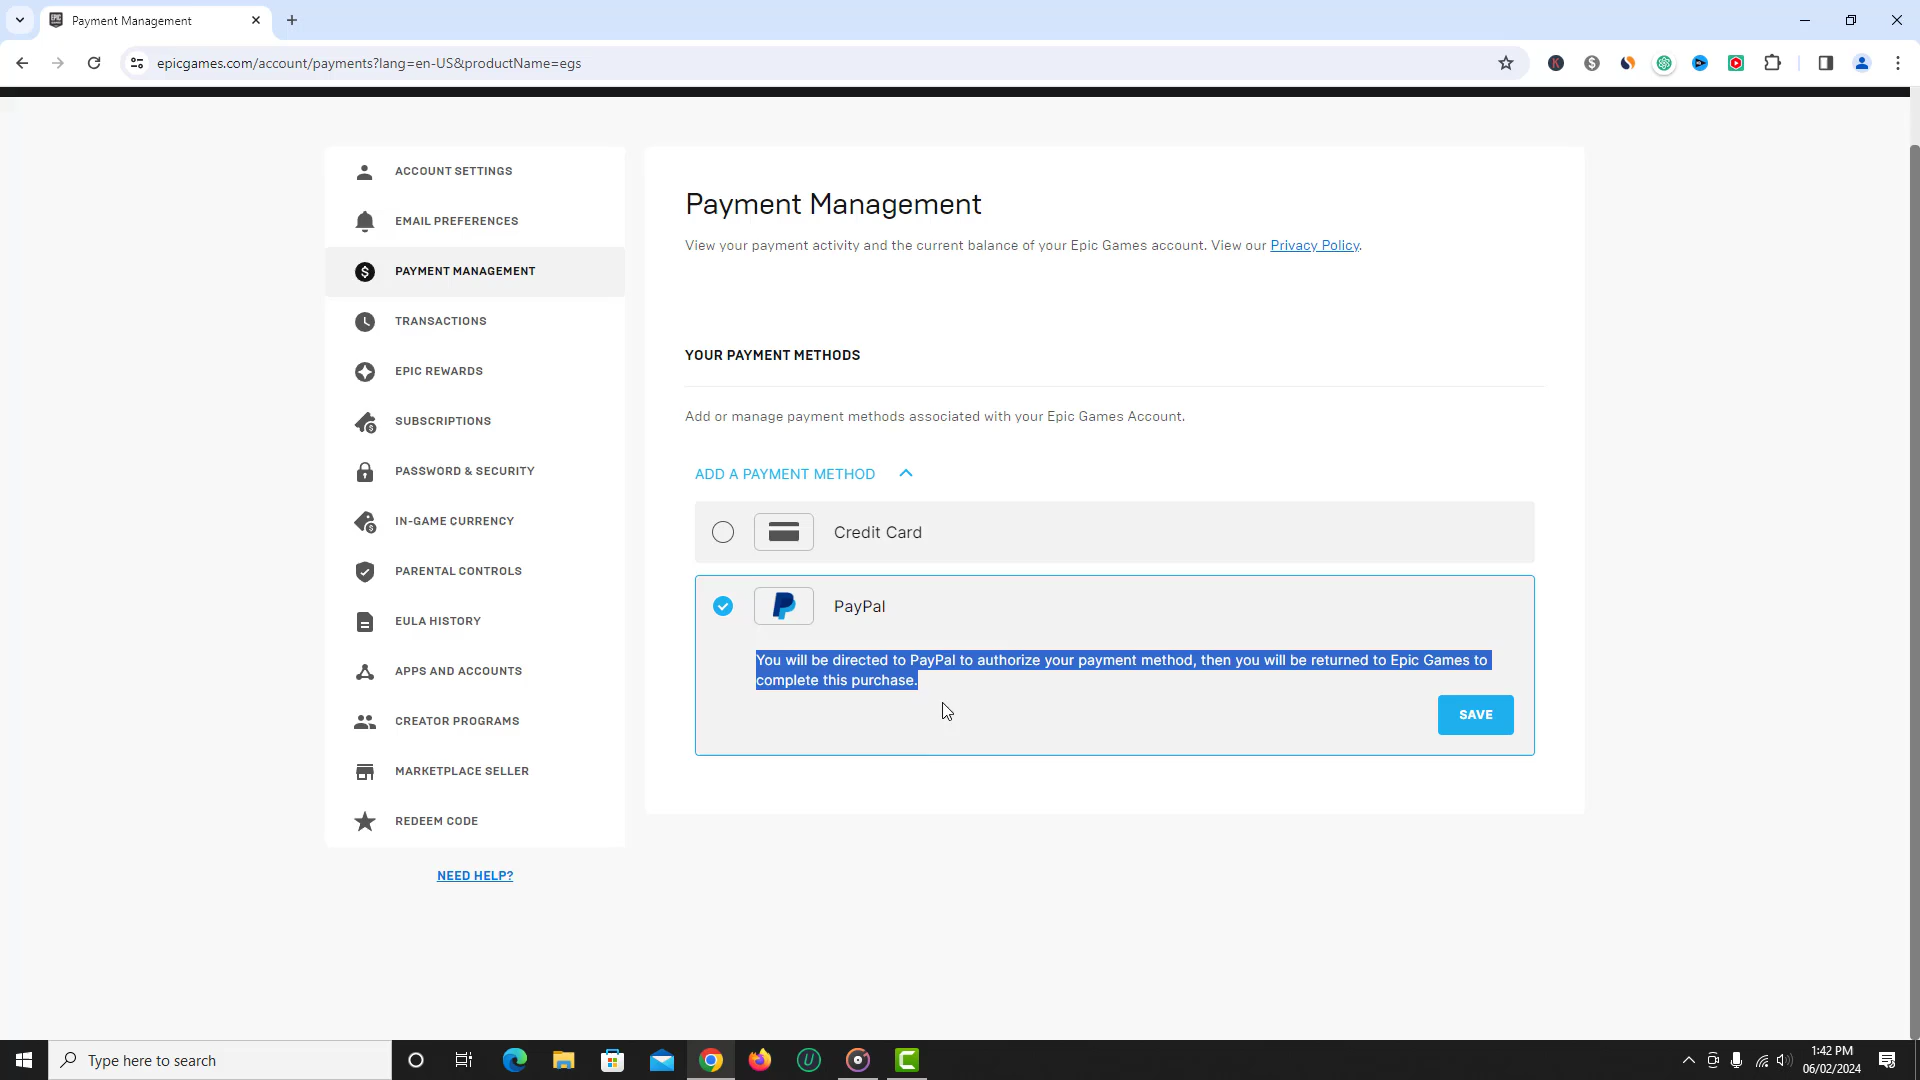 Payment Management
epicgames.com/account/payments?lang=en-US&productName=egs
ACCOUNT SETTINGS
EMAIL PREFERENCES
PAYMENT MANAGEMENT
TRANSACTIONS
EPIC REWARDS
SUBSCRIPTIONS
PASSWORD & SECURITY
IN-GAME CURRENCY
PARENTAL CONTROLS
EULA HISTORY
APPS AND ACCOUNTS
CREATOR PROGRAMS
MARKETPLACE SELLER
REDEEM CODE
NEED HELP?
Payment Management
View your payment activity and the current balance of your Epic Games account. View our Privacy Policy.
YOUR PAYMENT METHODS
Add or manage payment methods associated with your Epic Games Account.
ADD A PAYMENT METHOD
Credit Card
PayPal
You will be directed to PayPal to authorize your payment method, then you will be returned to Epic Games to
complete this purchase.
SAVE
Type here to search
1:42 PM
06/02/2024